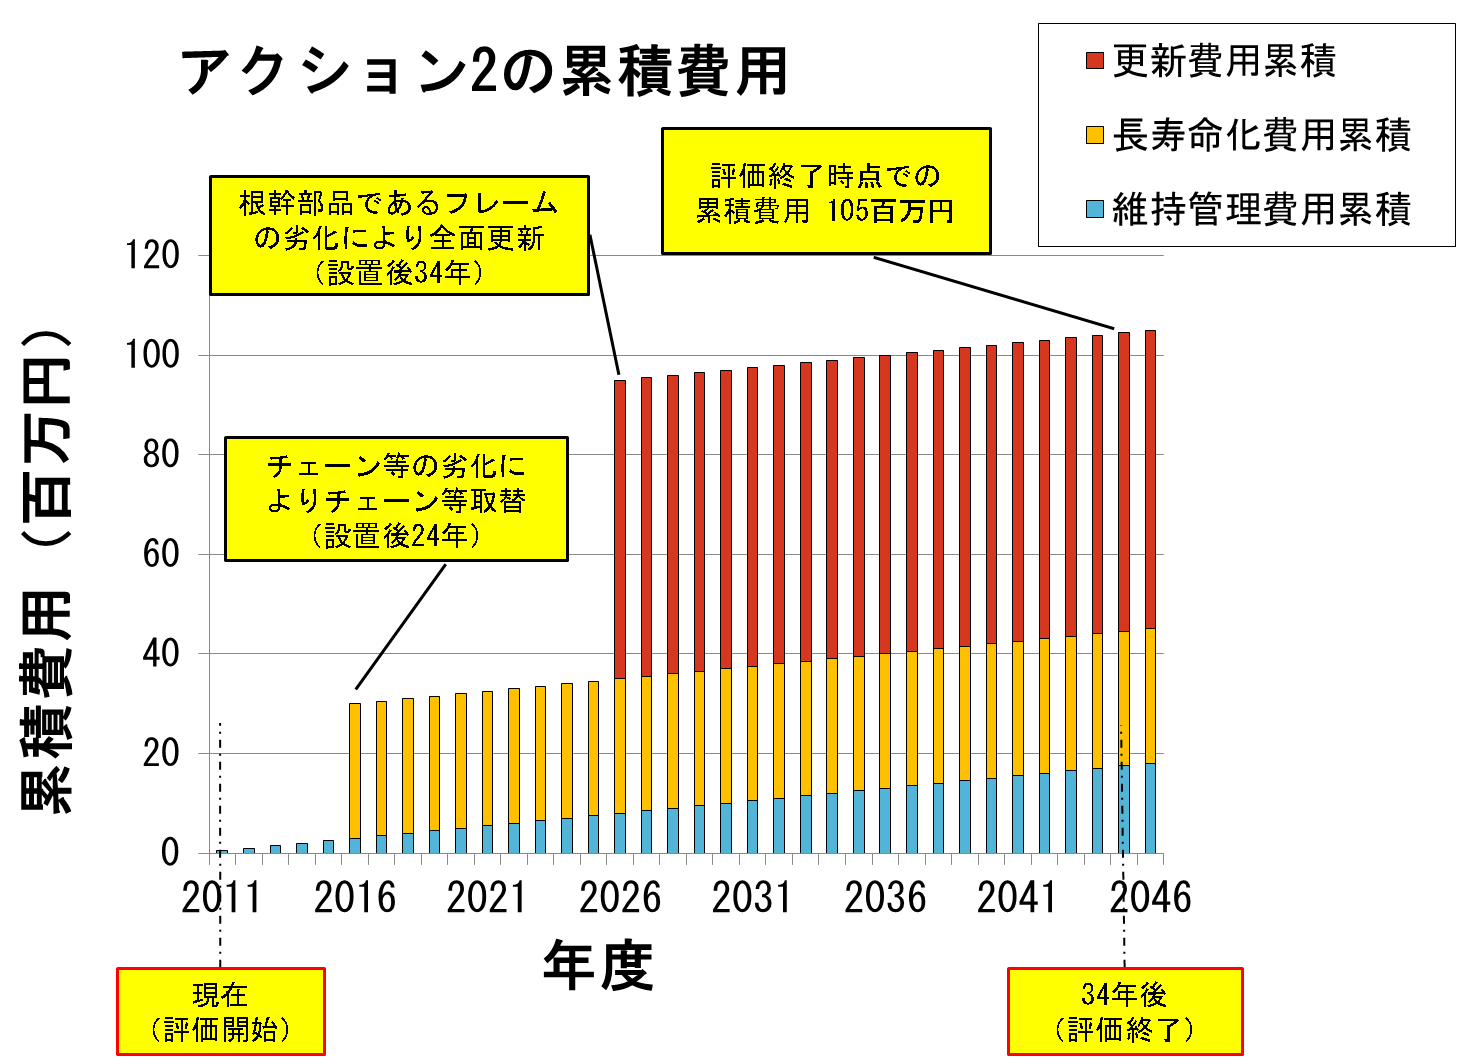 アクション2の累積費用
更新費用累積
長寿命化費用累積
維持管理費用累積
根幹部品であるフレーム
の劣化により全面更新
（設置後34年）
評価終了時点での
累積費用 105百万円
チェーン等の劣化に
よりチェーン等取替
（設置後24年）
累積費用（百万円）
120
100
80
60
40
20
0
2011 2016 2021 2026 2031 2036 2041 2046
年度
現在
（評価開始）
34年後
（評価終了）